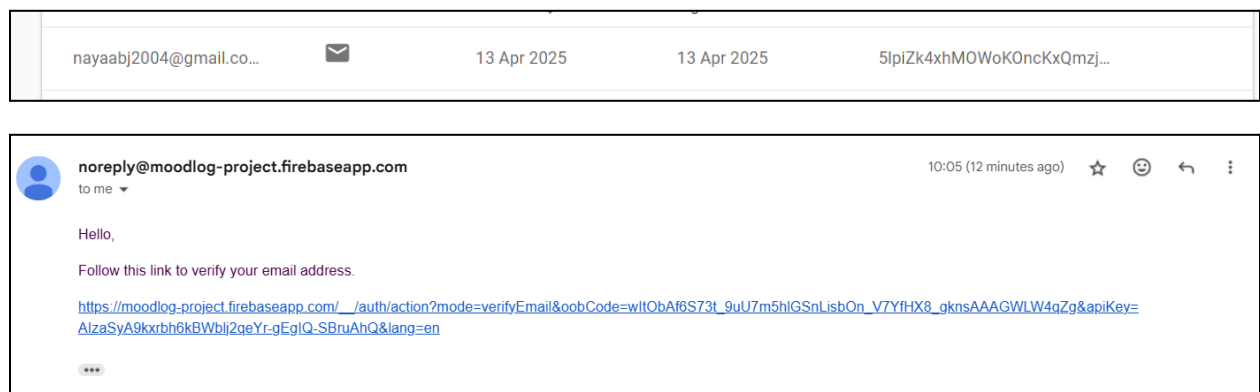 nayaabj2004@gmail.co... 13 Apr 2025 13 Apr 2025 5lpiZk4xhMOWoKOncKxQmzj...
noreply@moodlog-project.firebaseapp.com 10:05 (12 minutes ago)
to me
Hello,
Follow this link to verify your email address.
https://moodlog-project.firebaseapp.com/__/auth/action?mode=verifyEmail&oobCode=wItObAf6S73t_9uU7m5hlGSnLisbOn_V7YfHX8_gknsAAAGWLW4qZg&apiKey=
AIzaSyA9kxrbh6kBWblj2qeYr-gEgIQ-SBruAhQ&lang=en